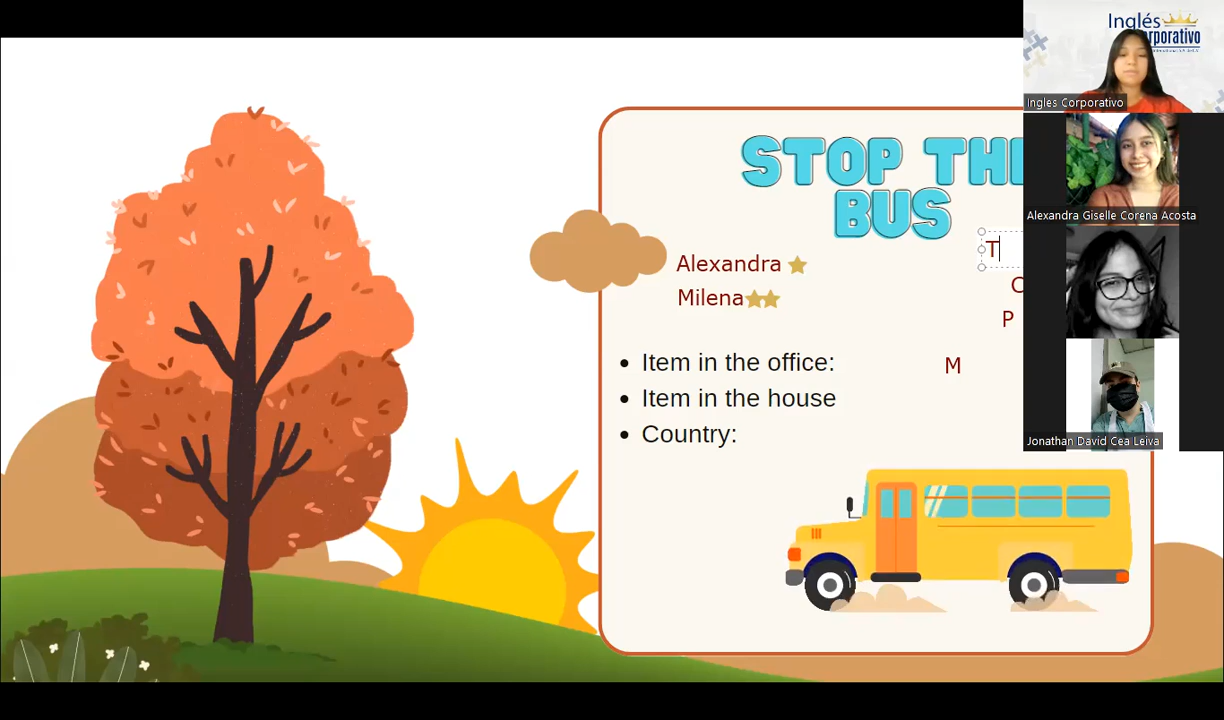 Inglés
Corporativo
Ingles Corporativo
Alexandra Giselle Corena Acosta
Jonathan David Cea Leiva
STOP THE
BUS
T
Alexandra
Milena
P
M
Item in the office:
Item in the house
Country: